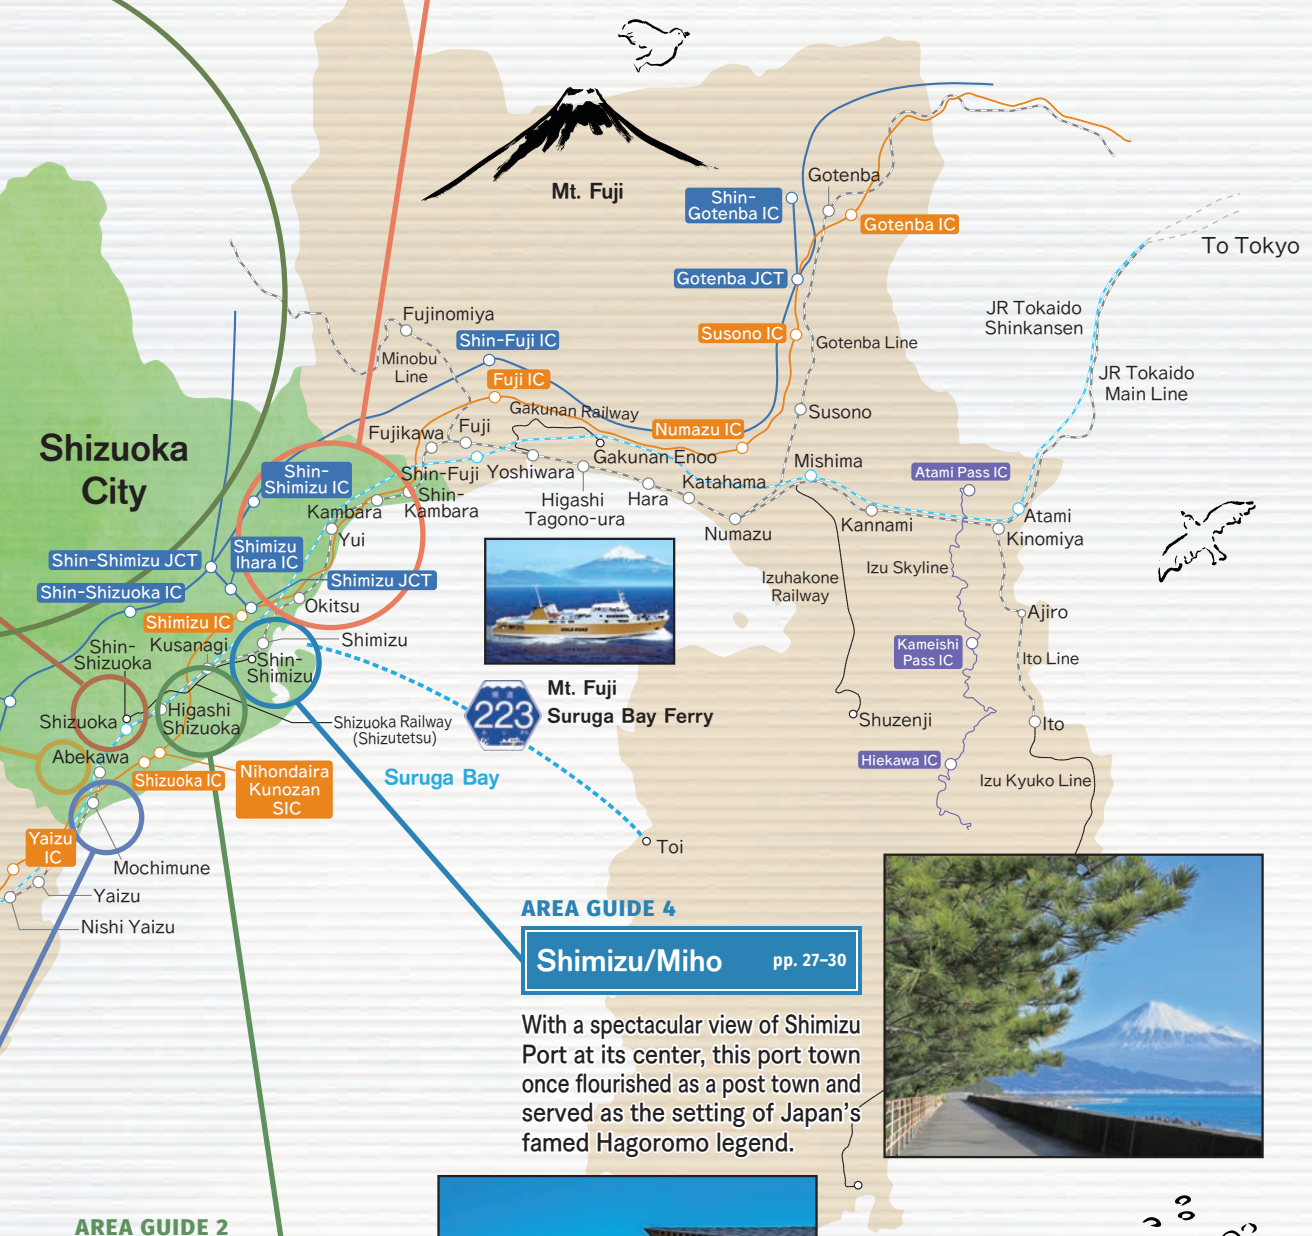 Mt. Fuji
Gotenba
Shin-
Gotenba IC
Gotenba IC
To Tokyo
Gotenba JCT
JR Tokaido
Shinkansen
Fujinomiya
Shin-Fuji IC
Susono IC
Gotenba Line
Minobu
Line
Fuji IC
JR Tokaido
Main Line
Gakunan Railway
Susono
Shizuoka
City
Fujikawa
Fuji
Numazu IC
Gakunan Enoo
Mishima
Atami Pass IC
Shin-
Shimizu IC
Shin-Fuji
Yoshiwara
Katahama
Shin-
Kambara
Kambara
Higashi
Tagono-ura
Hara
Numazu
Kannami
Atami
Kinomiya
Yui
Shin-Shimizu JCT
Shimizu
Ihara IC
Izu Skyline
Izuhakone
Railway
Shin-Shizuoka IC
Shimizu JCT
Okitsu
Ajiro
Shimizu IC
Shimizu
Kusanagi
Shin-
Shizuoka
Shin-
Shimizu
Kameishi
Pass IC
Ito Line
GOLD ROAD
県道
223
Mt. Fuji
Suruga Bay Ferry
Shizuoka
Higashi
Shizuoka
Shizuoka Railway
(Shizutetsu)
Shuzenji
Ito
Abekawa
Shizuoka IC
Nihondaira
Kunozan
SIC
Suruga Bay
Hiekawa IC
Izu Kyuko Line
Yaizu
IC
Toi
Mochimune
Yaizu
Nishi Yaizu
AREA GUIDE 4
Shimizu/Miho
pp. 27–30
With a spectacular view of Shimizu
Port at its center, this port town
once flourished as a post town and
served as the setting of Japan's
famed Hagoromo legend.
AREA GUIDE 2